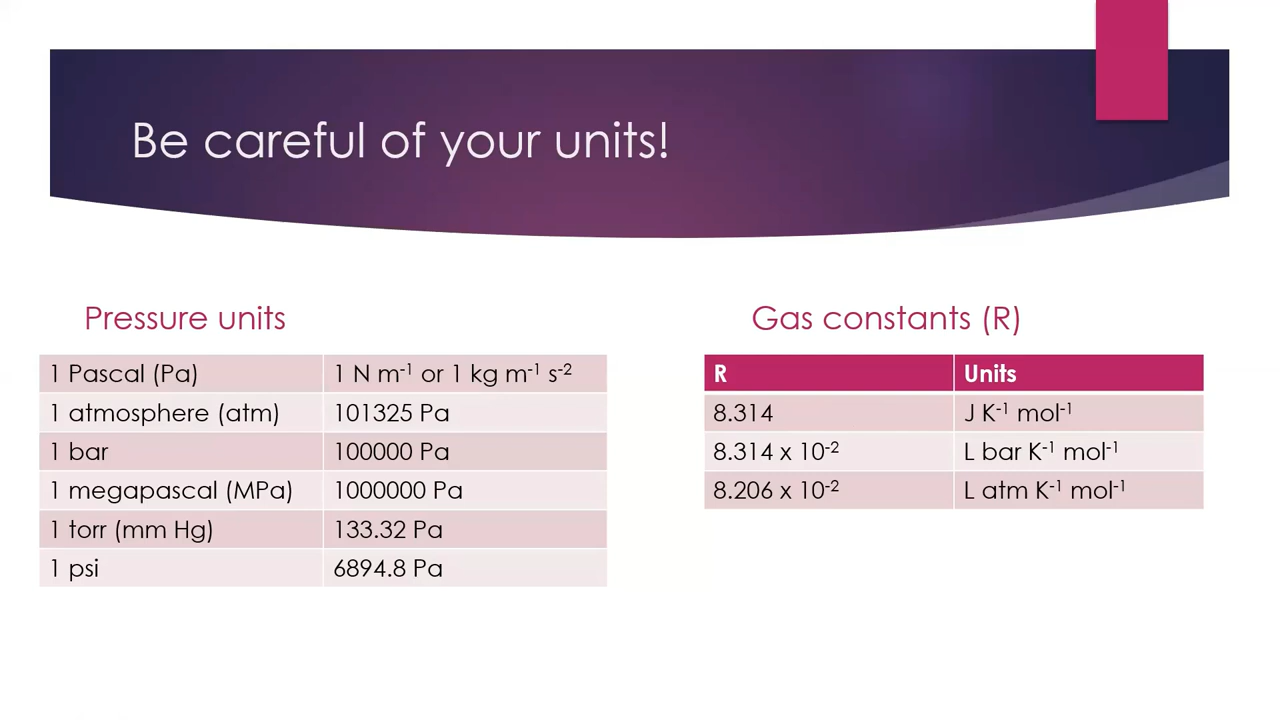 Be careful of your units!
Pressure units
1 Pascal (Pa) 1 N m⁻¹ or 1 kg m⁻¹ s⁻²
1 atmosphere (atm) 101325 Pa
1 bar 100000 Pa
1 megapascal (MPa) 1000000 Pa
1 torr (mm Hg) 133.32 Pa
1 psi 6894.8 Pa
Gas constants (R)
R Units
8.314 J K⁻¹ mol⁻¹
8.314 x 10⁻² L bar K⁻¹ mol⁻¹
8.206 x 10⁻² L atm K⁻¹ mol⁻¹